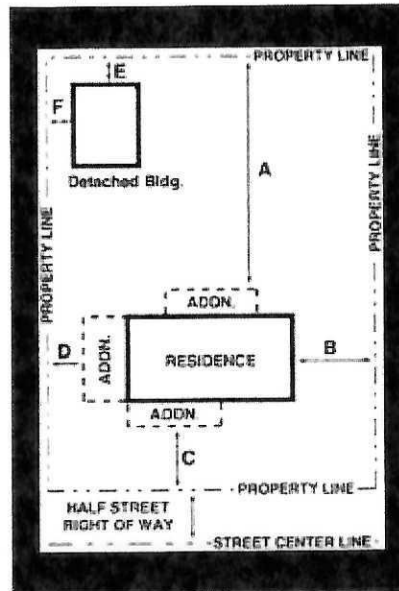 PROPERTY LINE
E
F
Detached Bldg.
A
PROPERTY LINE
PROPERTY LINE
ADDN.
ADDN.
RESIDENCE
B
D
ADDN.
C
PROPERTY LINE
HALF STREET
RIGHT OF WAY
STREET CENTER LINE